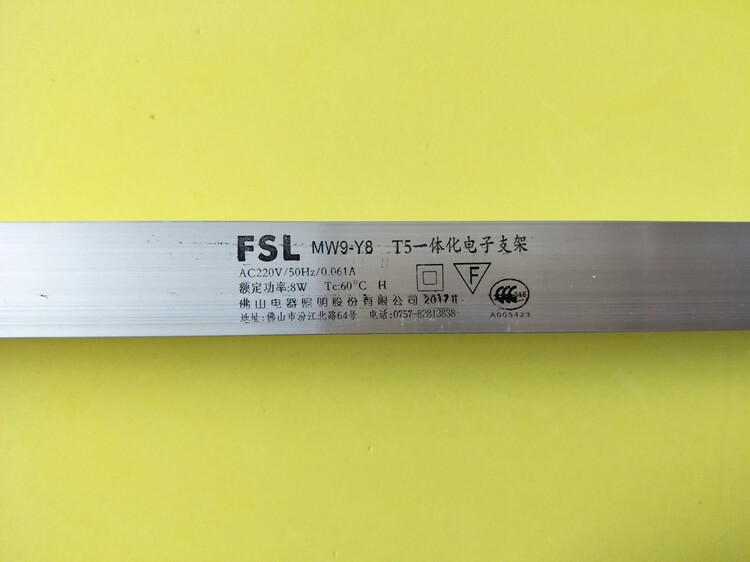 FSL MW9-Y8 T5一体化电子支架
AC220V/50Hz/0.061A
额定功率:8W Tc:60°C H
F
佛山电器照明股份有限公司
S&E
地址:佛山市汾江北路64号 电话:0757-82813838
A005423